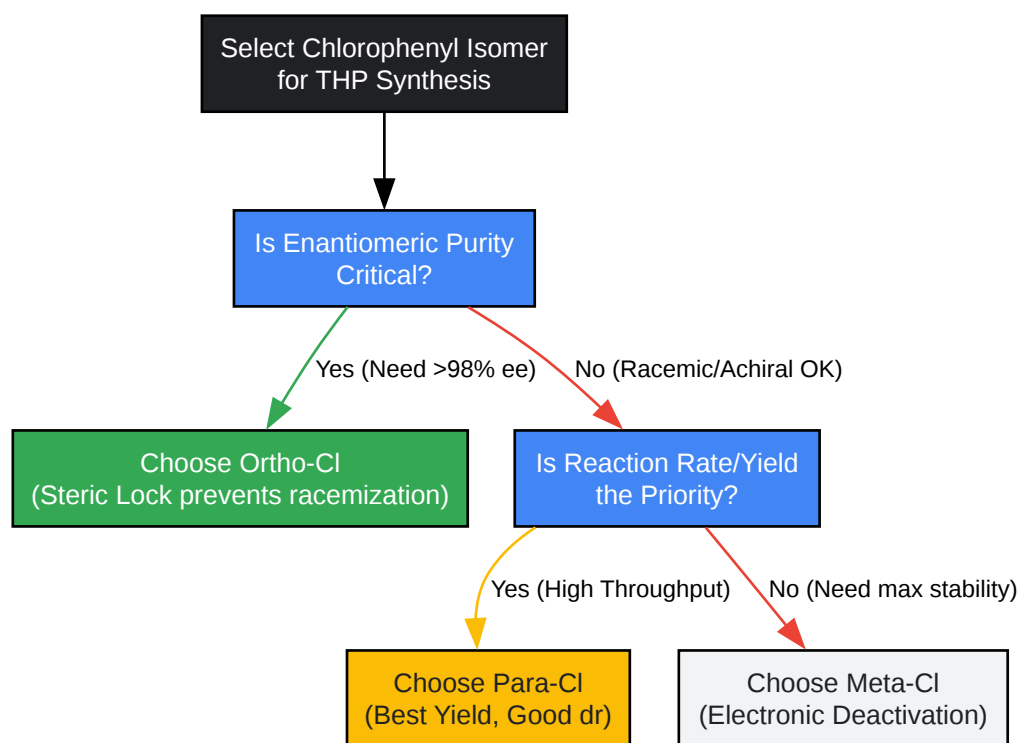 Select Chlorophenyl Isomer
for THP Synthesis
Is Enantiomeric Purity
Critical?
Yes (Need >98% ee)
No (Racemic/Achiral OK)
Choose Ortho-Cl
(Steric Lock prevents racemization)
Is Reaction Rate/Yield
the Priority?
Yes (High Throughput)
No (Need max stability)
Choose Para-Cl
(Best Yield, Good dr)
Choose Meta-Cl
(Electronic Deactivation)